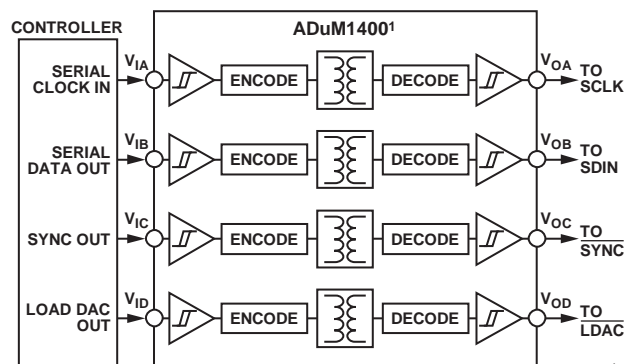 CONTROLLER
ADuM1400¹
SERIAL
CLOCK IN
V_IA
ENCODE
DECODE
V_OA
TO
SCLK
SERIAL
DATA OUT
V_IB
ENCODE
DECODE
V_OB
TO
SDIN
SYNC OUT
V_IC
ENCODE
DECODE
V_OC
TO
SYNC
LOAD DAC
OUT
V_ID
ENCODE
DECODE
V_OD
TO
LDAC